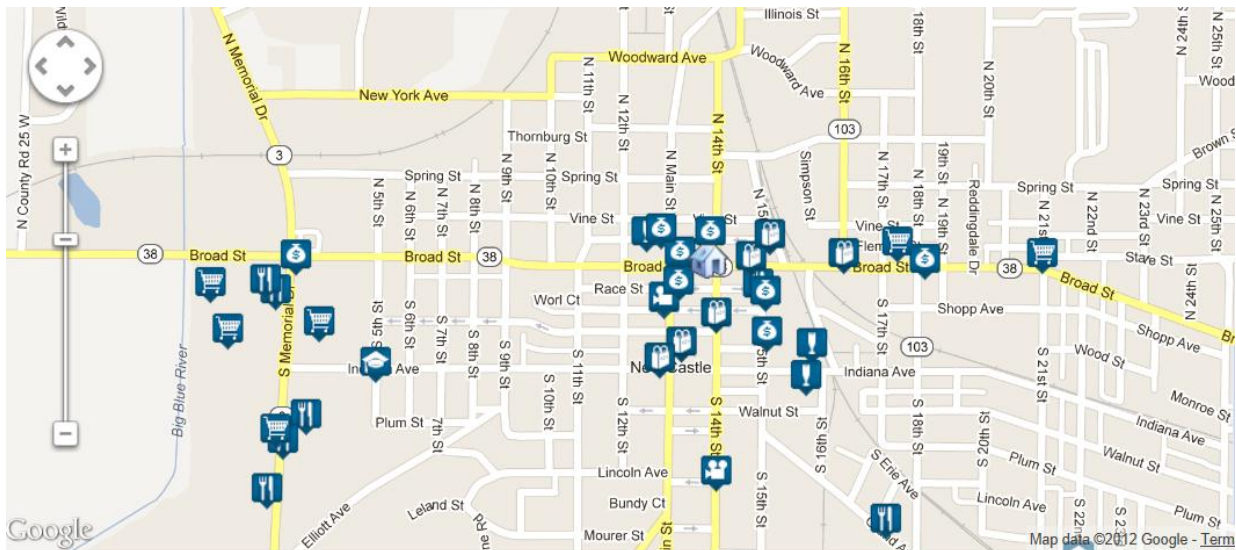 Illinois St
N 24th St
N 25th St
N County Rd 25 W
N Memorial Dr
Woodward Ave
Woodward Ave
N 16th St
18th St
N 20th St
New York Ave
N 11th St
N 12th St
N Main St
N 14th St
103
Thornburg St
3
N 9th St
N 10th St
Simpson St
N 17th St
N 18th St
19th St
N 19th St
Reddingdale Dr
Brown St
Spring St
Spring St
Spring St
Spring St
N 5th St
N 6th St
N 7th St
N 8th St
Vine St
Vine St
Vine St
Vine St
N 21st
N 22nd St
N 23rd St
N 25th St
38
Broad St
Broad St
38
Broad St
38
Broad St
State St
N 24th St
Race St
Worl Ct
Shopp Ave
Shopp Ave
S Memorial Dr
S 5th St
S 6th St
S 7th St
S 8th St
S 9th St
S 11th St
S 17th St
103
Wood St
Big Blue River
Indiana Ave
Indiana Ave
S 21st St
Monroe St
Plum St
7th St
S 10th St
S 12th St
S 14th St
Walnut St
S 16th St
S 18th St
S 20th St
Walnut St
S Erie Ave
Plum St
Plum St
Lincoln Ave
Lincoln Ave
Leland St
Elliott Ave
Bundy Ct
S 15th St
Mourer St
Google
Map data ©2012 Google - Term